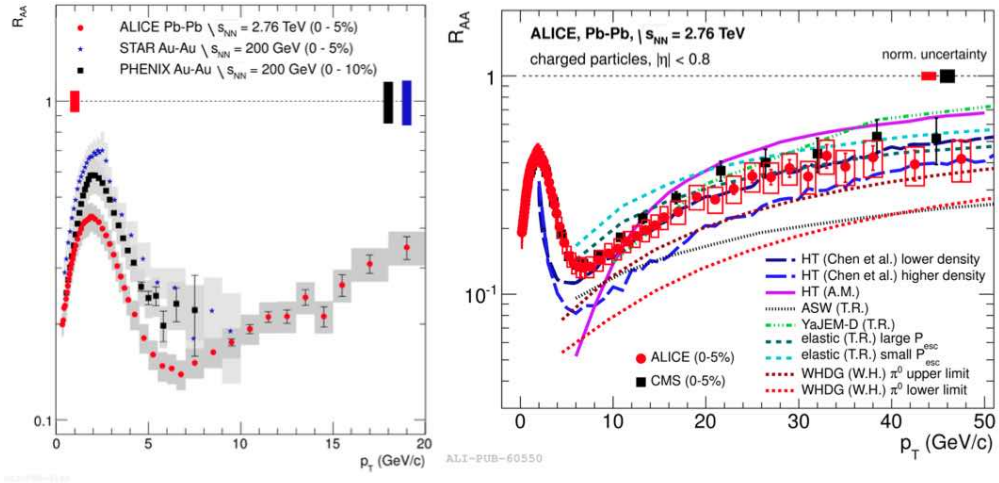 R_AA
ALICE Pb-Pb √s_NN = 2.76 TeV (0 - 5%)
STAR Au-Au √s_NN = 200 GeV (0 - 5%)
PHENIX Au-Au √s_NN = 200 GeV (0 - 10%)
1
0.1
0 5 10 15 20
p_T (GeV/c)
R_AA
ALICE, Pb-Pb, √s_NN = 2.76 TeV
charged particles, |η| < 0.8
norm. uncertainty
1
10^-1
HT (Chen et al.) lower density
HT (Chen et al.) higher density
HT (A.M.)
ASW (T.R.)
YaJEM-D (T.R.)
elastic (T.R.) large P_esc
elastic (T.R.) small P_esc
WHDG (W.H.) π^0 upper limit
WHDG (W.H.) π^0 lower limit
ALICE (0-5%)
CMS (0-5%)
0 10 20 30 40 50
p_T (GeV/c)
ALI-PUB-60550